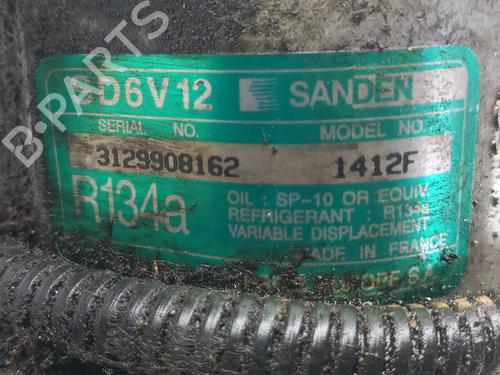 SD6V12 SANDEN
SERIAL NO. MODEL NO.
3129908162 1412F
R134a
OIL : SP-10 OR EQUIV.
REFRIGERANT : R134a
VARIABLE DISPLACEMENT
MADE IN FRANCE
S.A.
B-PARTS